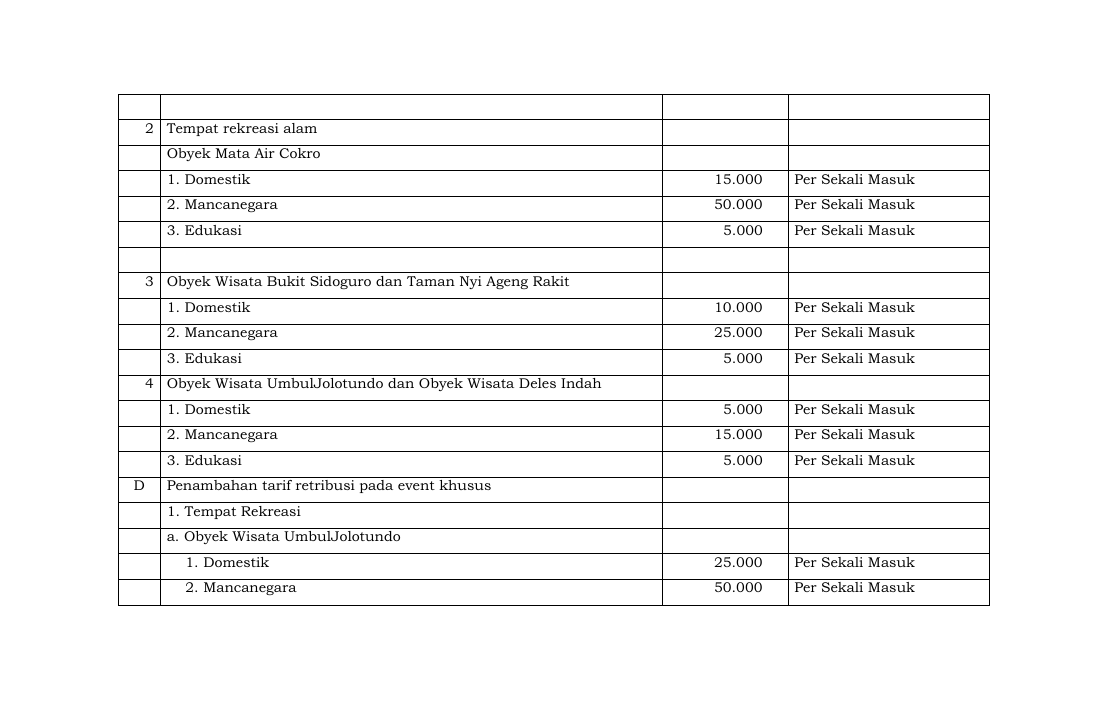 2 Tempat rekreasi alam
Obyek Mata Air Cokro
1. Domestik 15.000 Per Sekali Masuk
2. Mancanegara 50.000 Per Sekali Masuk
3. Edukasi 5.000 Per Sekali Masuk
3 Obyek Wisata Bukit Sidoguro dan Taman Nyi Ageng Rakit
1. Domestik 10.000 Per Sekali Masuk
2. Mancanegara 25.000 Per Sekali Masuk
3. Edukasi 5.000 Per Sekali Masuk
4 Obyek Wisata UmbulJolotundo dan Obyek Wisata Deles Indah
1. Domestik 5.000 Per Sekali Masuk
2. Mancanegara 15.000 Per Sekali Masuk
3. Edukasi 5.000 Per Sekali Masuk
D Penambahan tarif retribusi pada event khusus
1. Tempat Rekreasi
a. Obyek Wisata UmbulJolotundo
1. Domestik 25.000 Per Sekali Masuk
2. Mancanegara 50.000 Per Sekali Masuk